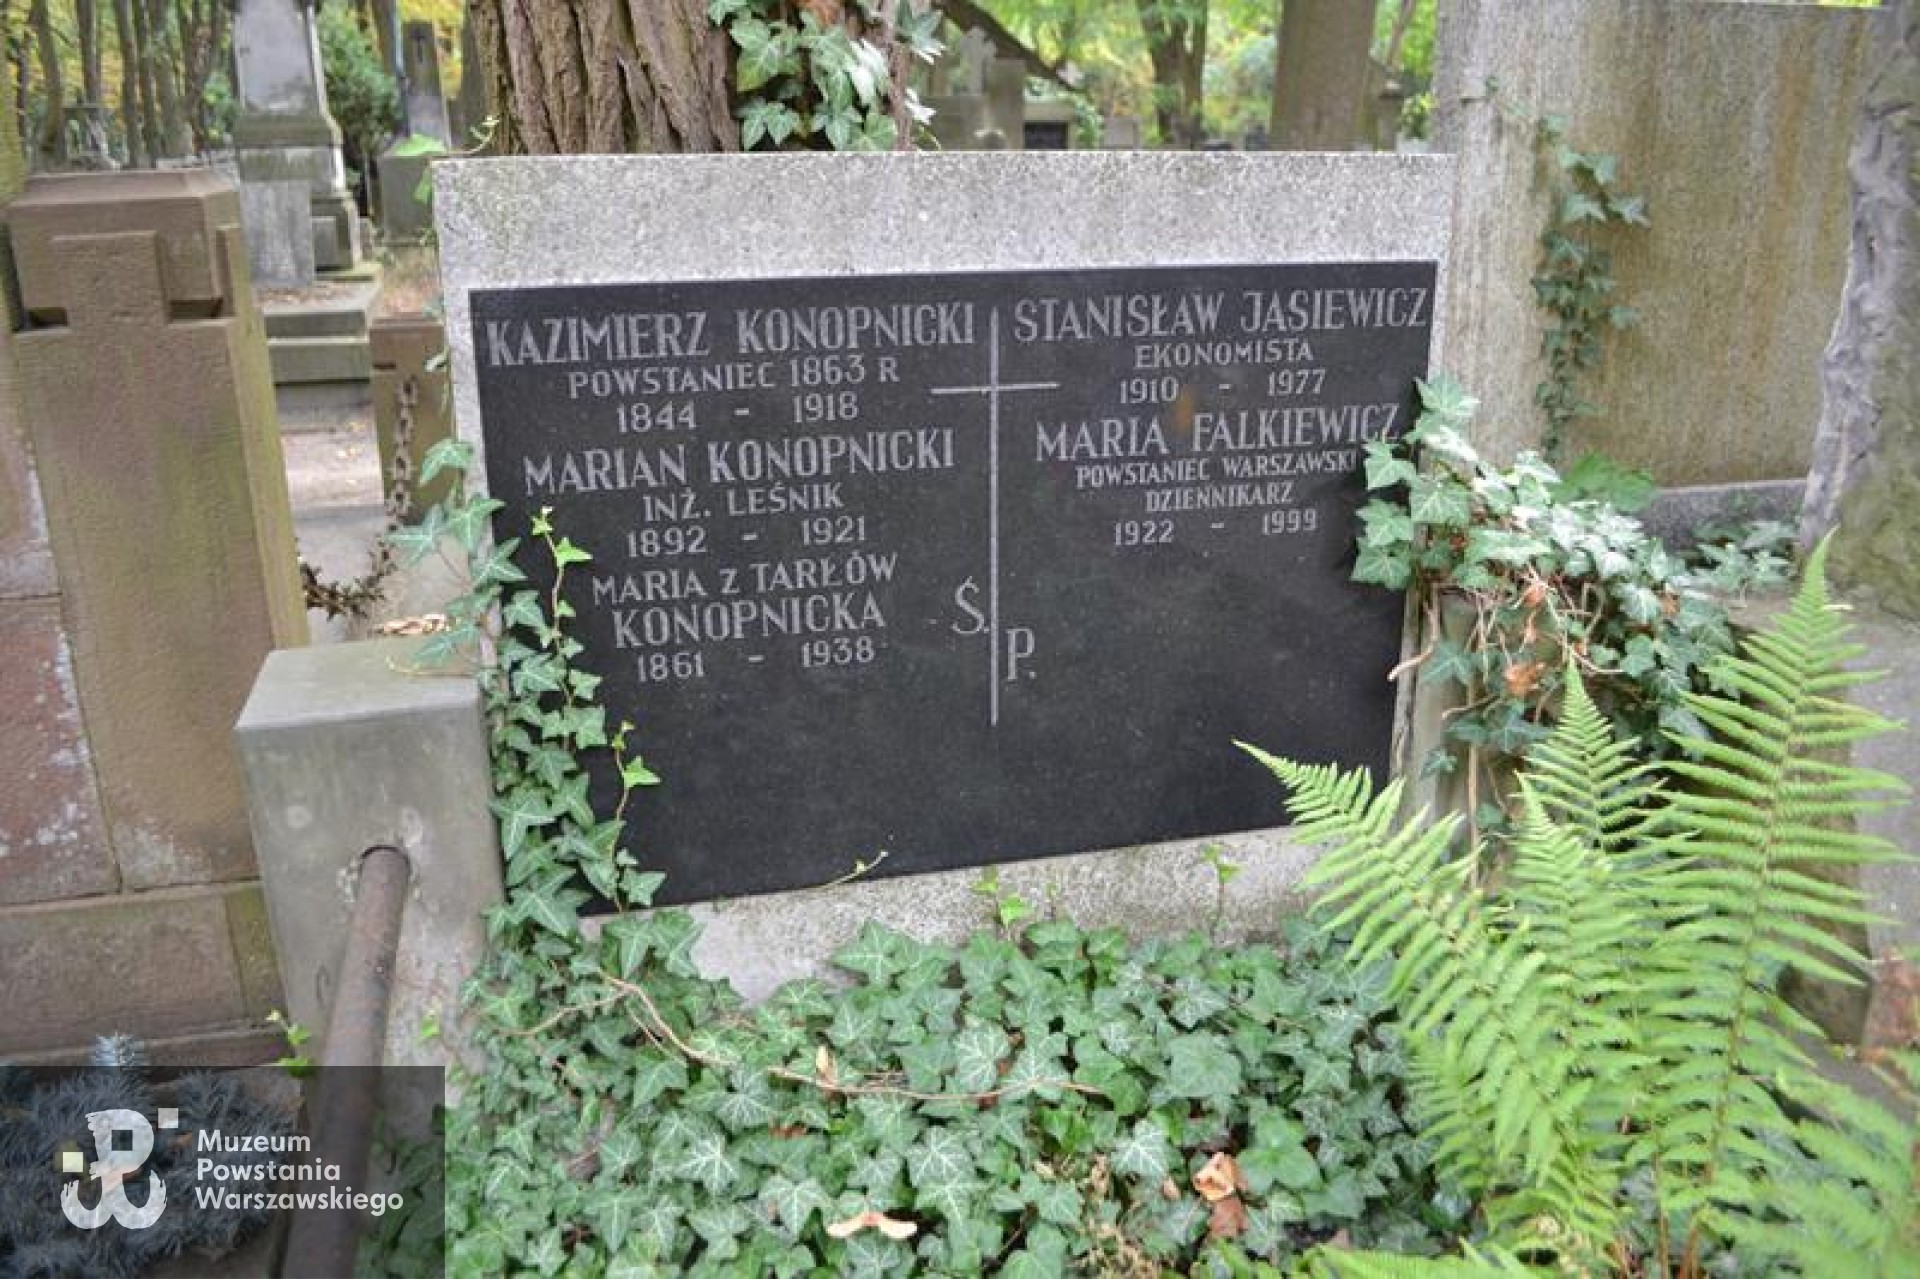 KAZIMIERZ KONOPNICKI
POWSTANIEC 1863 R
1844 - 1918
MARIAN KONOPNICKI
INŻ. LEŚNIK
1892 - 1921
MARIA Z TARŁÓW
KONOPNICKA
1861 - 1938
STANISŁAW JASIEWICZ
EKONOMISTA
1910 - 1977
MARIA FALKIEWICZ
POWSTANIEC WARSZAWSKI
DZIENNIKARZ
1922 - 1999
Ś.
P.
Muzeum
Powstania
Warszawskiego